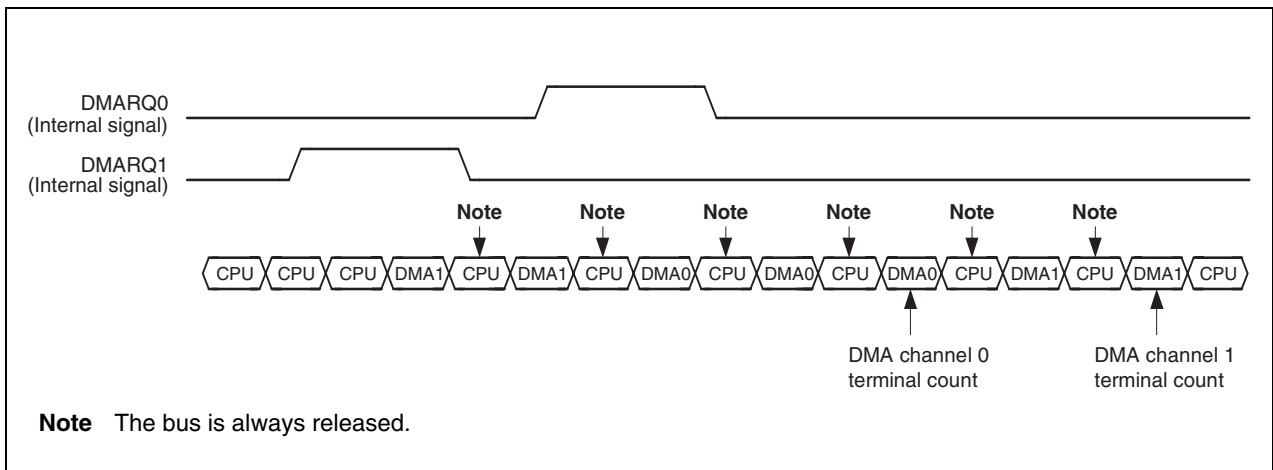 DMARQ0
(Internal signal)
DMARQ1
(Internal signal)
Note Note Note Note Note Note
CPU CPU CPU DMA1 CPU DMA1 CPU DMA0 CPU DMA0 CPU DMA0 CPU DMA1 CPU DMA1 CPU
DMA channel 0
terminal count
DMA channel 1
terminal count
Note The bus is always released.